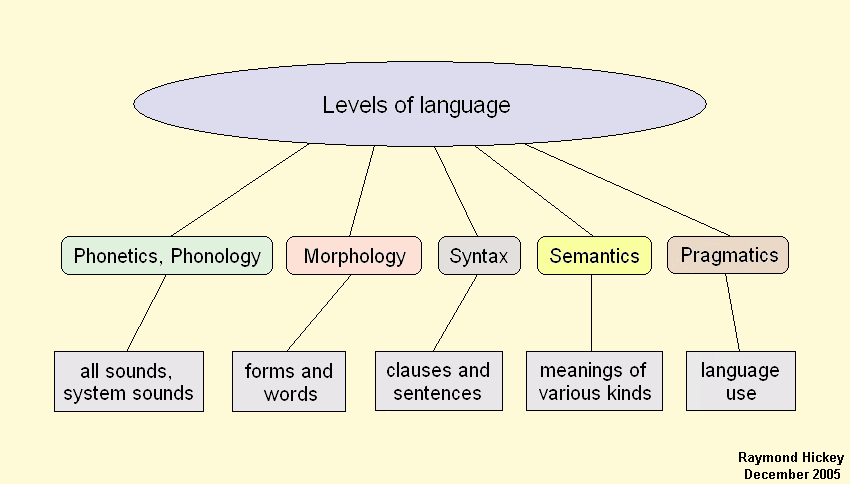 Levels of language
Phonetics, Phonology
Morphology
Syntax
Semantics
Pragmatics
all sounds,
system sounds
forms and
words
clauses and
sentences
meanings of
various kinds
language
use
Raymond Hickey
December 2005